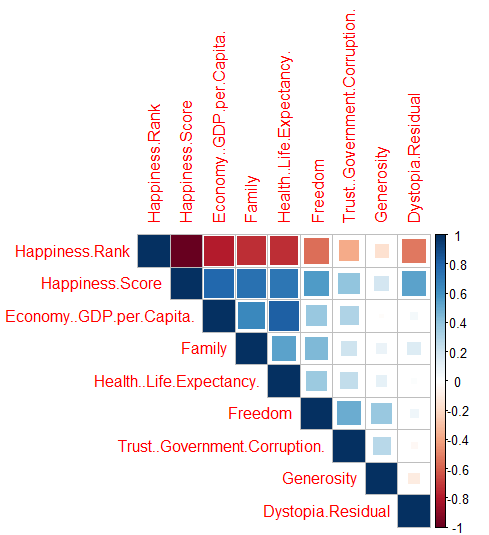 Happiness.Rank
Happiness.Score
Economy..GDP.per.Capita.
Family
Health..Life.Expectancy.
Freedom
Trust..Government.Corruption.
Generosity
Dystopia.Residual
Happiness.Rank
Happiness.Score
Economy..GDP.per.Capita.
Family
Health..Life.Expectancy.
Freedom
Trust..Government.Corruption.
Generosity
Dystopia.Residual
1
0.8
0.6
0.4
0.2
0
-0.2
-0.4
-0.6
-0.8
-1